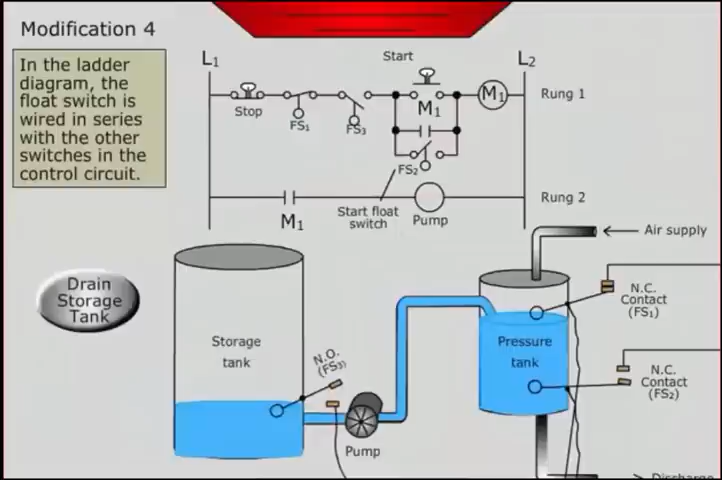 Modification 4
In the ladder
diagram, the
float switch is
wired in series
with the other
switches in the
control circuit.
L1
L2
Start
Stop
FS1
FS3
M1
M1
Rung 1
FS2
M1
Start float
switch
Pump
Rung 2
Air supply
Drain
Storage
Tank
Storage
tank
N.O.
(FS3)
Pump
Pressure
tank
N.C.
Contact
(FS1)
N.C.
Contact
(FS2)